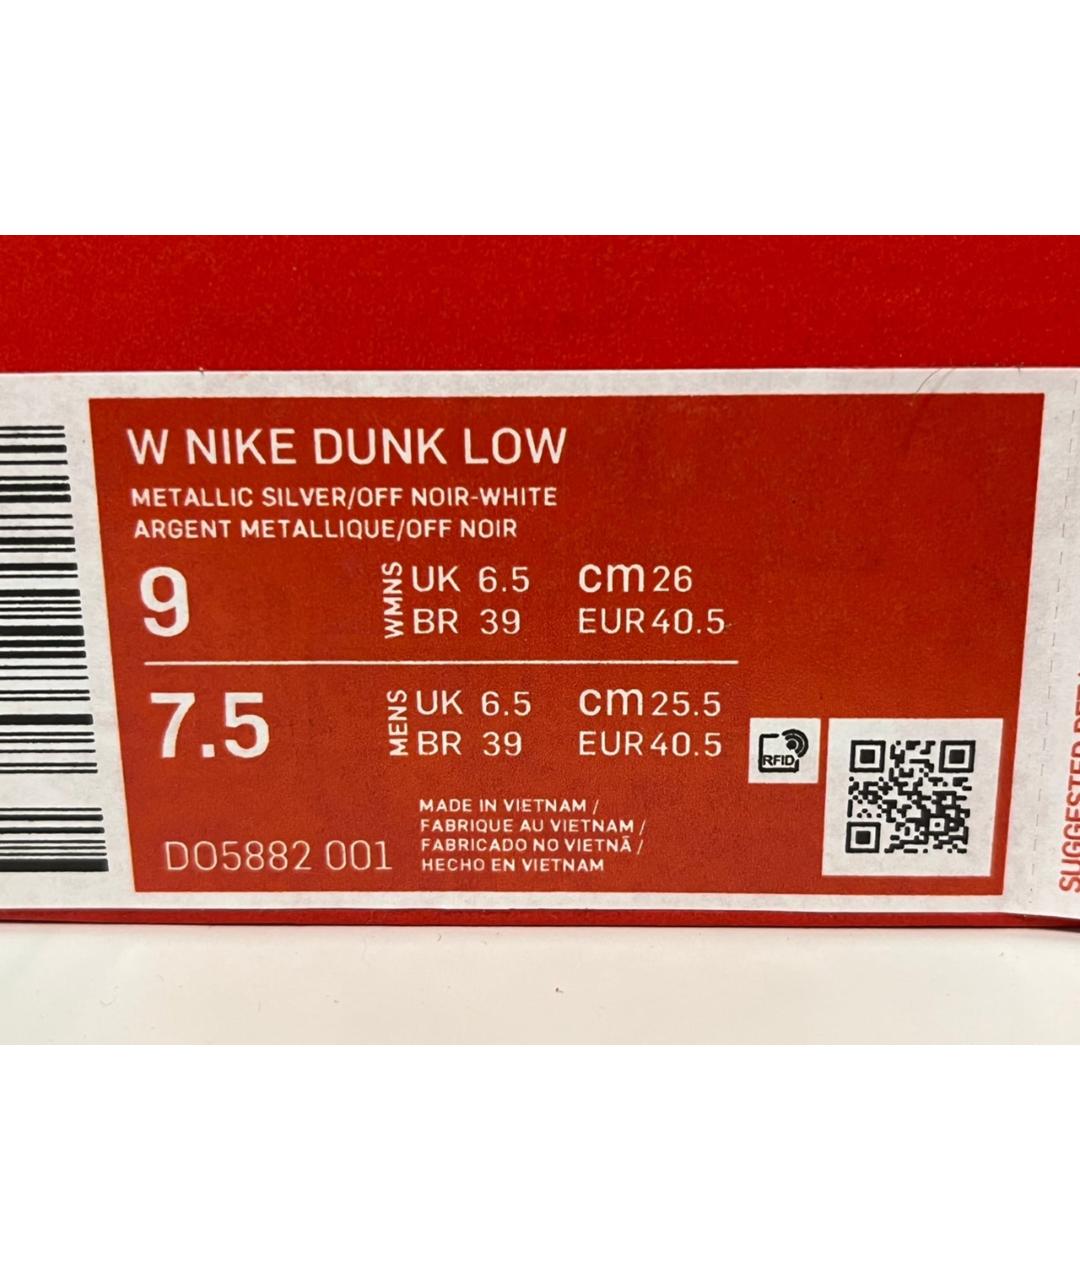 W NIKE DUNK LOW
METALLIC SILVER/OFF NOIR-WHITE
ARGENT METALLIQUE/OFF NOIR
9 WMNS UK 6.5 cm 26
BR 39 EUR 40.5
7.5 MENS UK 6.5 cm 25.5
BR 39 EUR 40.5
RFID
MADE IN VIETNAM /
FABRIQUE AU VIETNAM /
FABRICADO NO VIETNÃ /
HECHO EN VIETNAM
DO5882 001
SUGGESTED